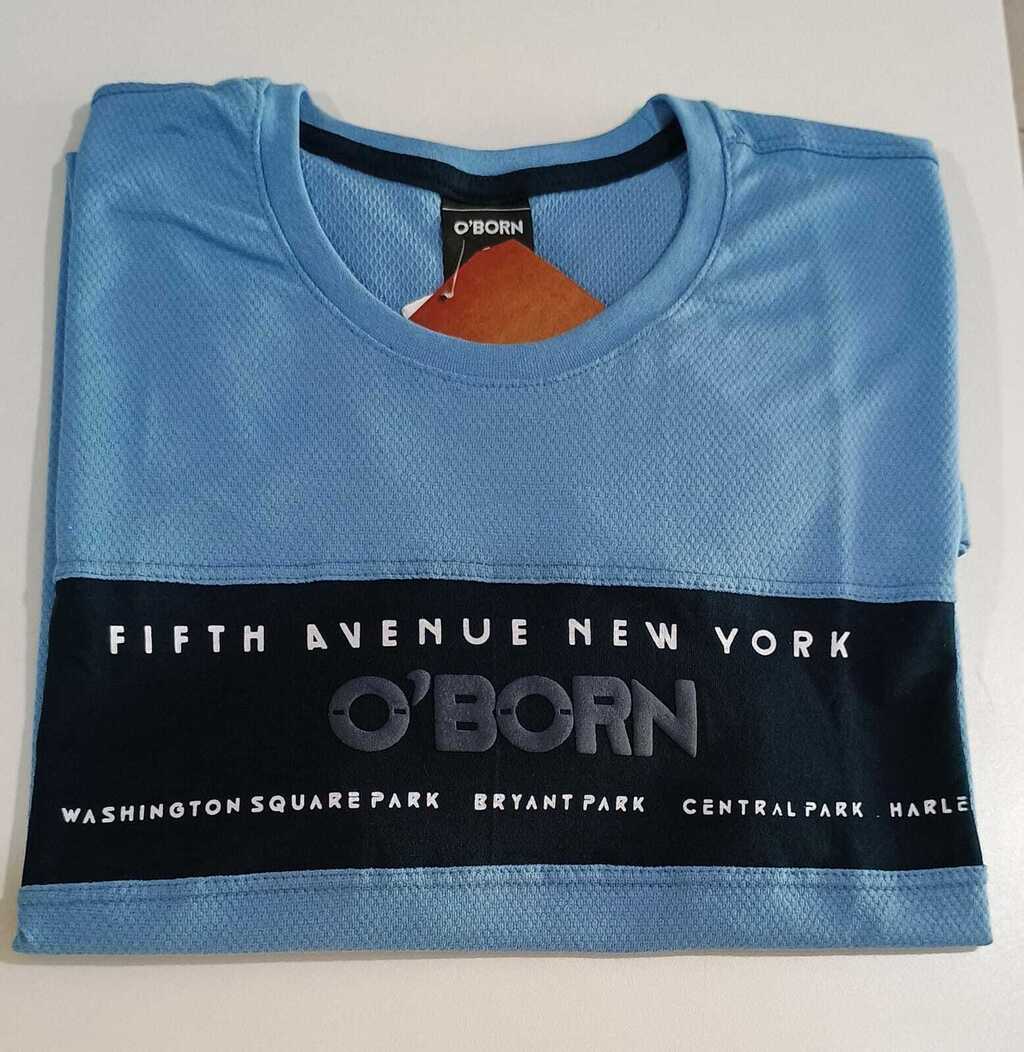 O'BORN
FIFTH AVENUE NEW YORK
O'BORN
WASHINGTON SQUARE PARK BRYANT PARK CENTRAL PARK . HARLE